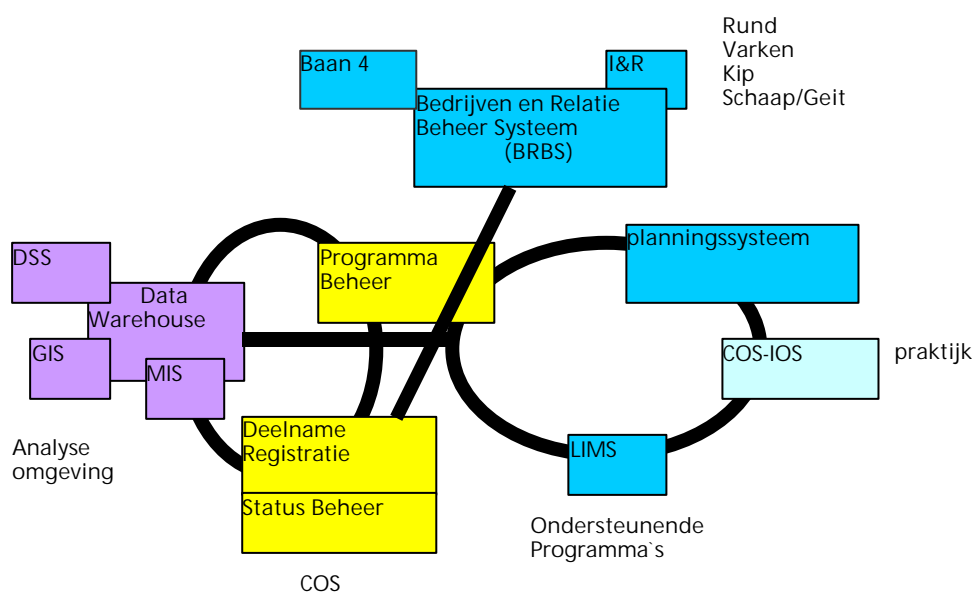 Rund
Varken
Kip
Schaap/Geit
Baan 4
I&R
Bedrijven en Relatie
Beheer Systeem
(BRBS)
planningssysteem
Programma
Beheer
DSS
Data
Warehouse
GIS
MIS
COS-IOS
praktijk
Deelname
Registratie
Status Beheer
LIMS
Analyse
omgeving
Ondersteunende
Programma`s
COS